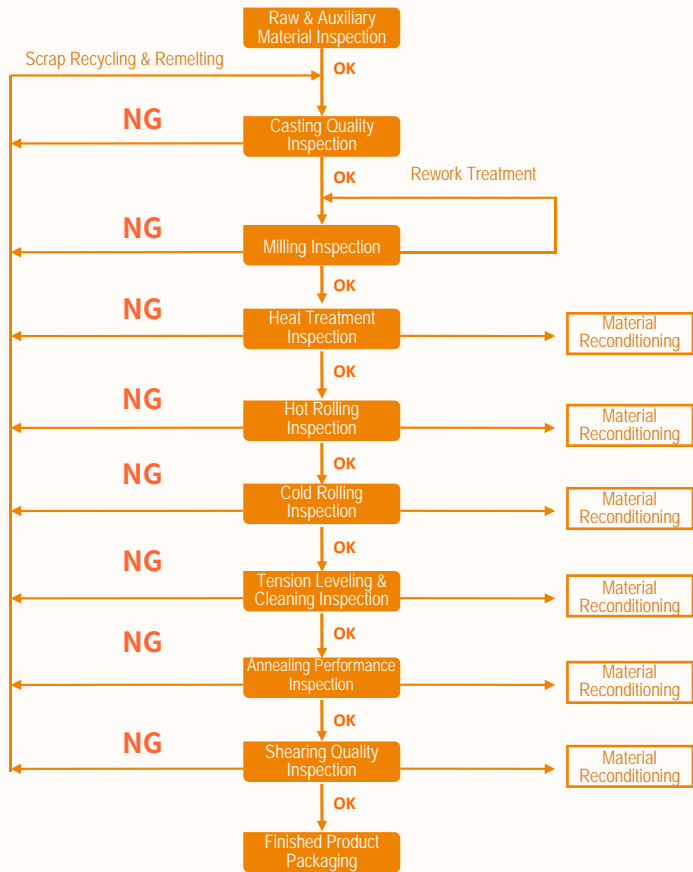 Raw & Auxiliary
Material Inspection
Scrap Recycling & Remelting
OK
NG
Casting Quality
Inspection
OK
Rework Treatment
NG
Milling Inspection
OK
NG
Heat Treatment
Inspection
Material
Reconditioning
OK
NG
Hot Rolling
Inspection
Material
Reconditioning
OK
NG
Cold Rolling
Inspection
Material
Reconditioning
OK
NG
Tension Leveling &
Cleaning Inspection
Material
Reconditioning
OK
NG
Annealing Performance
Inspection
Material
Reconditioning
OK
NG
Shearing Quality
Inspection
Material
Reconditioning
OK
Finished Product
Packaging